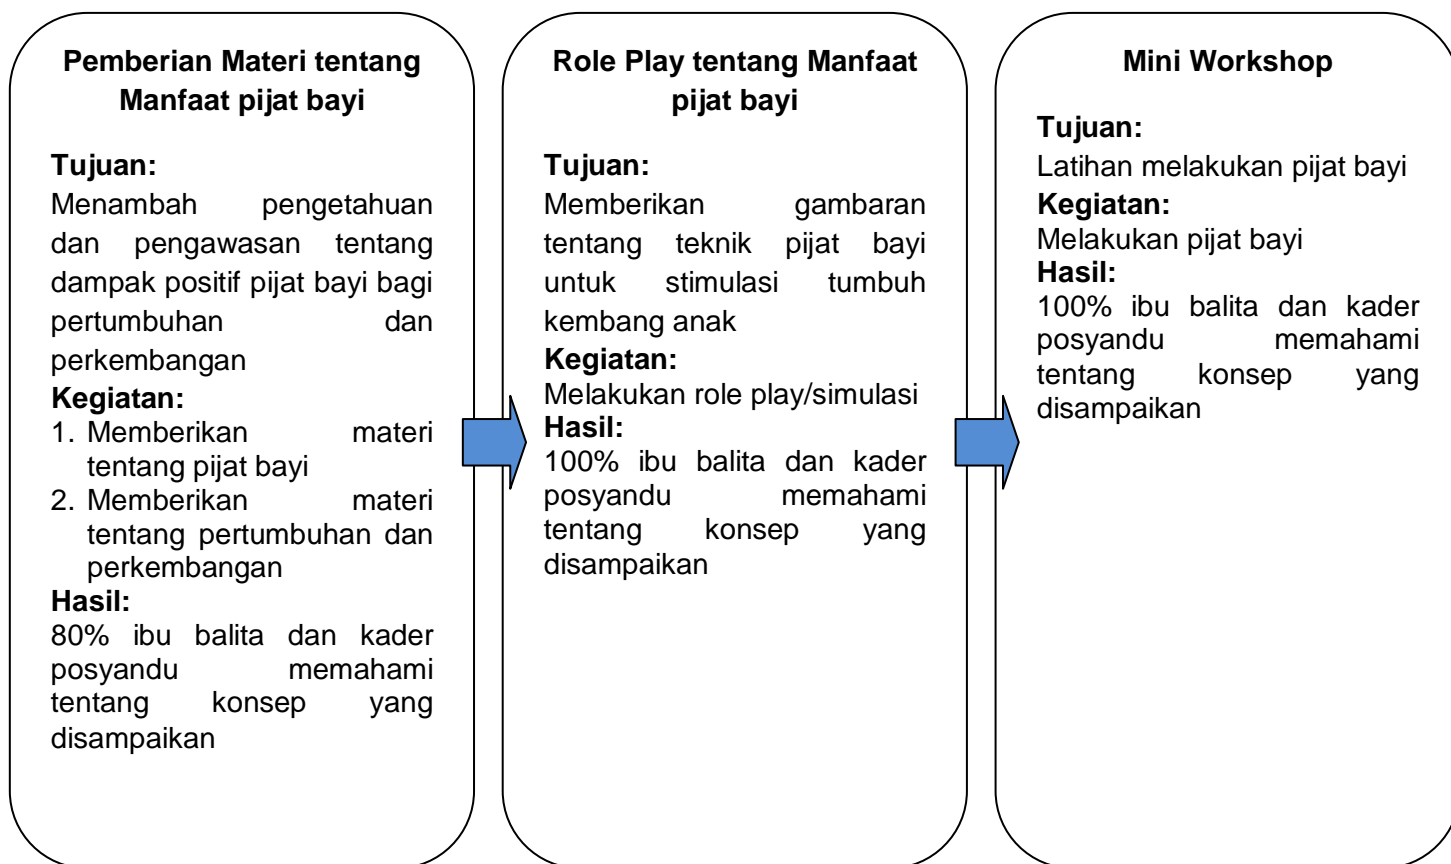 Pemberian Materi tentang
Manfaat pijat bayi
Tujuan:
Menambah pengetahuan
dan pengawasan tentang
dampak positif pijat bayi bagi
pertumbuhan dan
perkembangan
Kegiatan:
1. Memberikan materi
tentang pijat bayi
2. Memberikan materi
tentang pertumbuhan dan
perkembangan
Hasil:
80% ibu balita dan kader
posyandu memahami
tentang konsep yang
disampaikan
Role Play tentang Manfaat
pijat bayi
Tujuan:
Memberikan gambaran
tentang teknik pijat bayi
untuk stimulasi tumbuh
kembang anak
Kegiatan:
Melakukan role play/simulasi
Hasil:
100% ibu balita dan kader
posyandu memahami
tentang konsep yang
disampaikan
Mini Workshop
Tujuan:
Latihan melakukan pijat bayi
Kegiatan:
Melakukan pijat bayi
Hasil:
100% ibu balita dan kader
posyandu memahami
tentang konsep yang
disampaikan